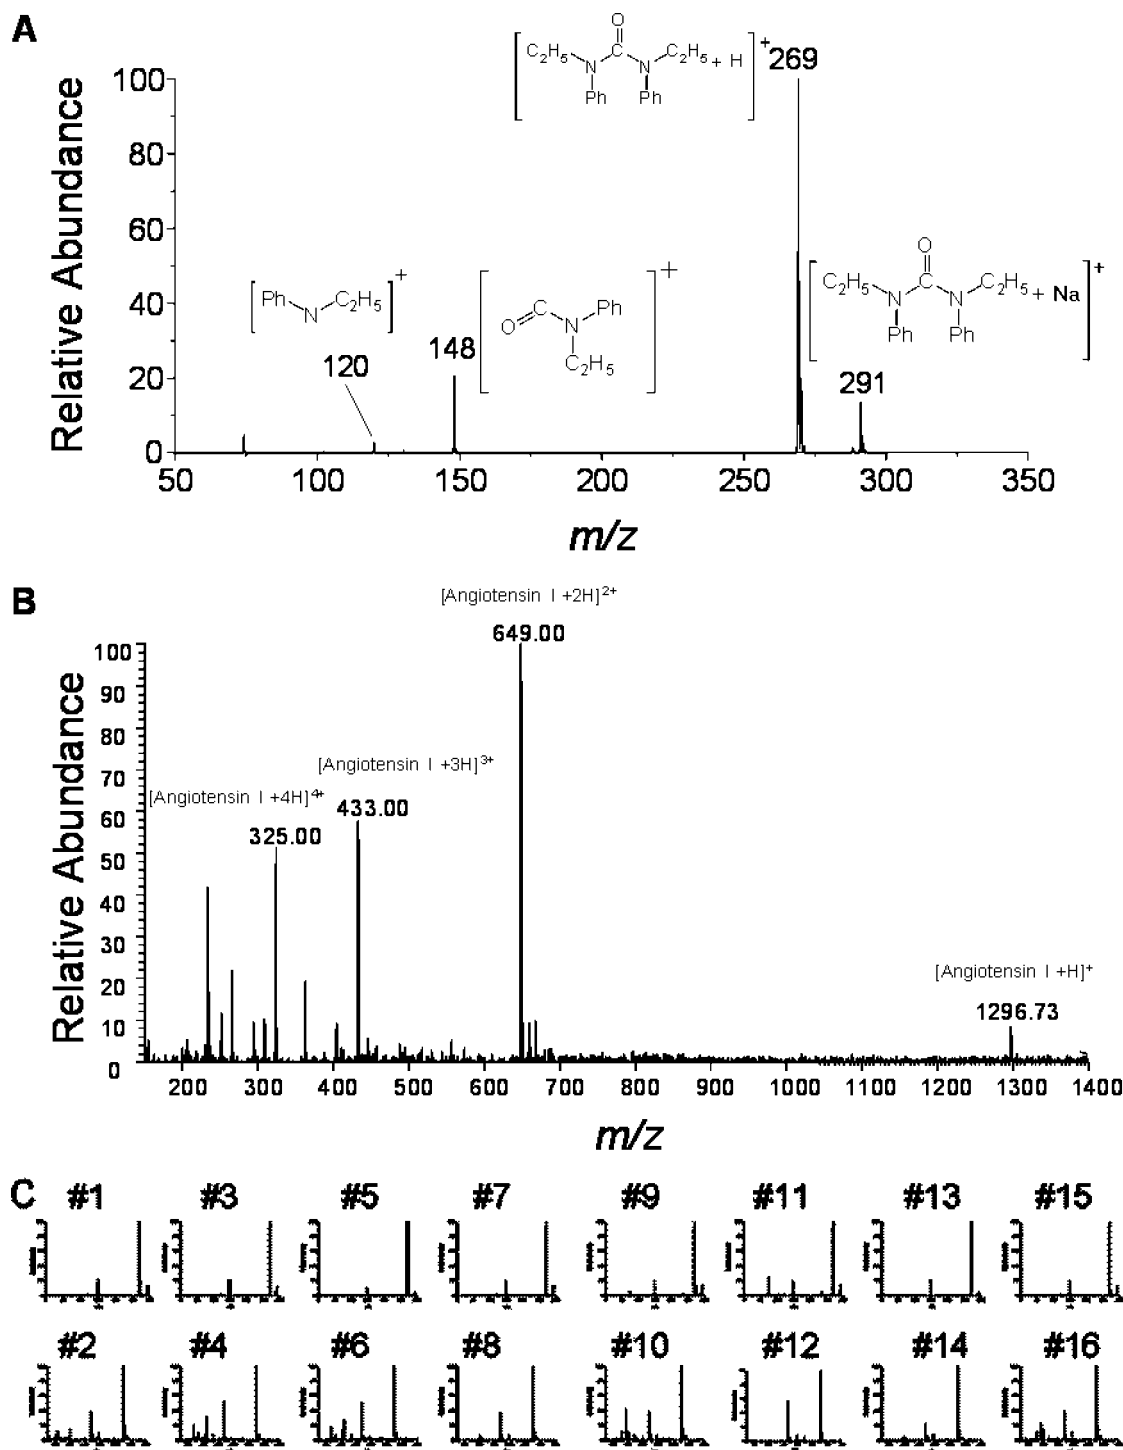 A
Relative Abundance
100
80
60
40
20
0
50 100 150 200 250 300 350
m/z
[ Ph N C2H5 ]+
120
148
[ O C N Ph C2H5 ]+
[ C2H5 N Ph C O N Ph C2H5 + H ]+
269
[ C2H5 N Ph C O N Ph C2H5 + Na ]+
291
B
Relative Abundance
100
90
80
70
60
50
40
30
20
10
0
200 300 400 500 600 700 800 900 1000 1100 1200 1300 1400
m/z
[Angiotensin I +2H]2+
649.00
[Angiotensin I +3H]3+
433.00
[Angiotensin I +4H]4+
325.00
[Angiotensin I +H]+
1296.73
C #1 #3 #5 #7 #9 #11 #13 #15
#2 #4 #6 #8 #10 #12 #14 #16